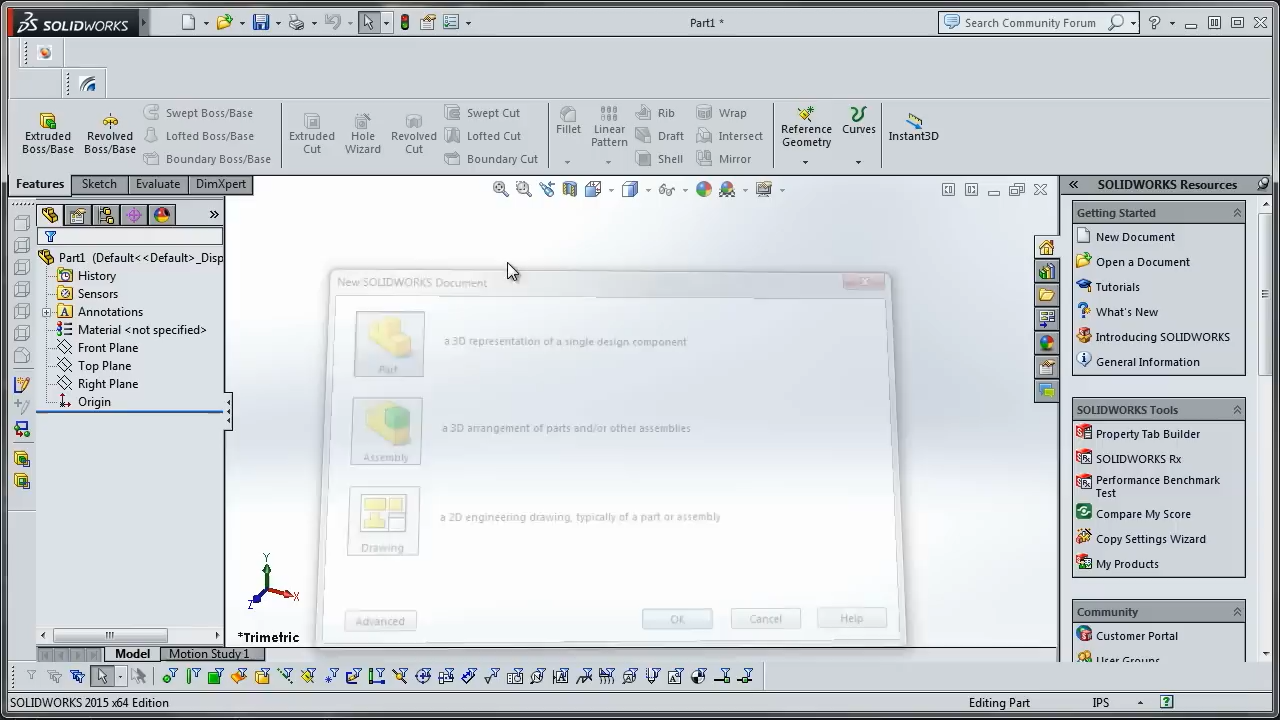 SOLIDWORKS
Part1 *
Search Community Forum
Extruded Boss/Base
Revolved Boss/Base
Swept Boss/Base
Lofted Boss/Base
Boundary Boss/Base
Extruded Cut
Hole Wizard
Revolved Cut
Swept Cut
Lofted Cut
Boundary Cut
Fillet
Linear Pattern
Rib
Draft
Shell
Wrap
Intersect
Mirror
Reference Geometry
Curves
Instant3D
Features Sketch Evaluate DimXpert
Part1 (Default<<Default>_Disp
History
Sensors
Annotations
Material <not specified>
Front Plane
Top Plane
Right Plane
Origin
New SOLIDWORKS Document
Part
a 3D representation of a single design component
Assembly
a 3D arrangement of parts and/or other assemblies
Drawing
a 2D engineering drawing, typically of a part or assembly
Advanced OK Cancel Help
Y
X
Z
*Trimetric
SOLIDWORKS Resources
Getting Started
New Document
Open a Document
Tutorials
What's New
Introducing SOLIDWORKS
General Information
SOLIDWORKS Tools
Property Tab Builder
SOLIDWORKS Rx
Performance Benchmark
Test
Compare My Score
Copy Settings Wizard
My Products
Community
Customer Portal
User Groups
Model Motion Study 1
SOLIDWORKS 2015 x64 Edition
Editing Part
IPS